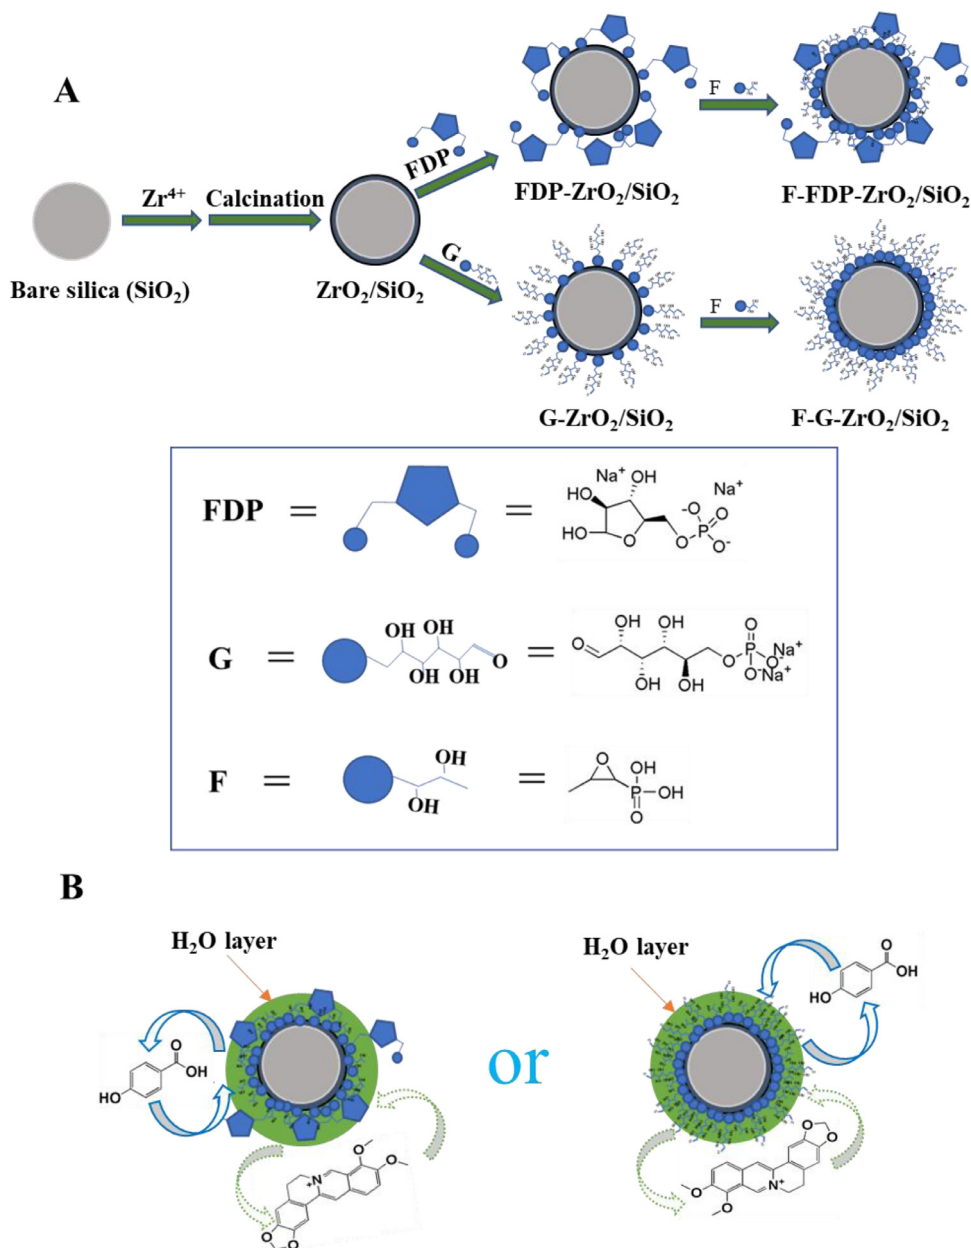 A
Zr⁴⁺
Calcination
FDP
G
F
F
Bare silica (SiO₂)
ZrO₂/SiO₂
FDP-ZrO₂/SiO₂
F-FDP-ZrO₂/SiO₂
G-ZrO₂/SiO₂
F-G-ZrO₂/SiO₂
FDP = =
Na⁺ OH
Na⁺
HO
⁻O O
HO O O P O⁻
G = =
OH OH
OH OH
O
OH OH
O
O O P O⁻
O⁻
Na⁺
Na⁺
OH OH
F = =
OH
OH
O
OH
P OH
O
B
H₂O layer
O
OH
HO
or
H₂O layer
O
OH
HO
O
O
N⁺
O
O
O
O
N⁺
O
O